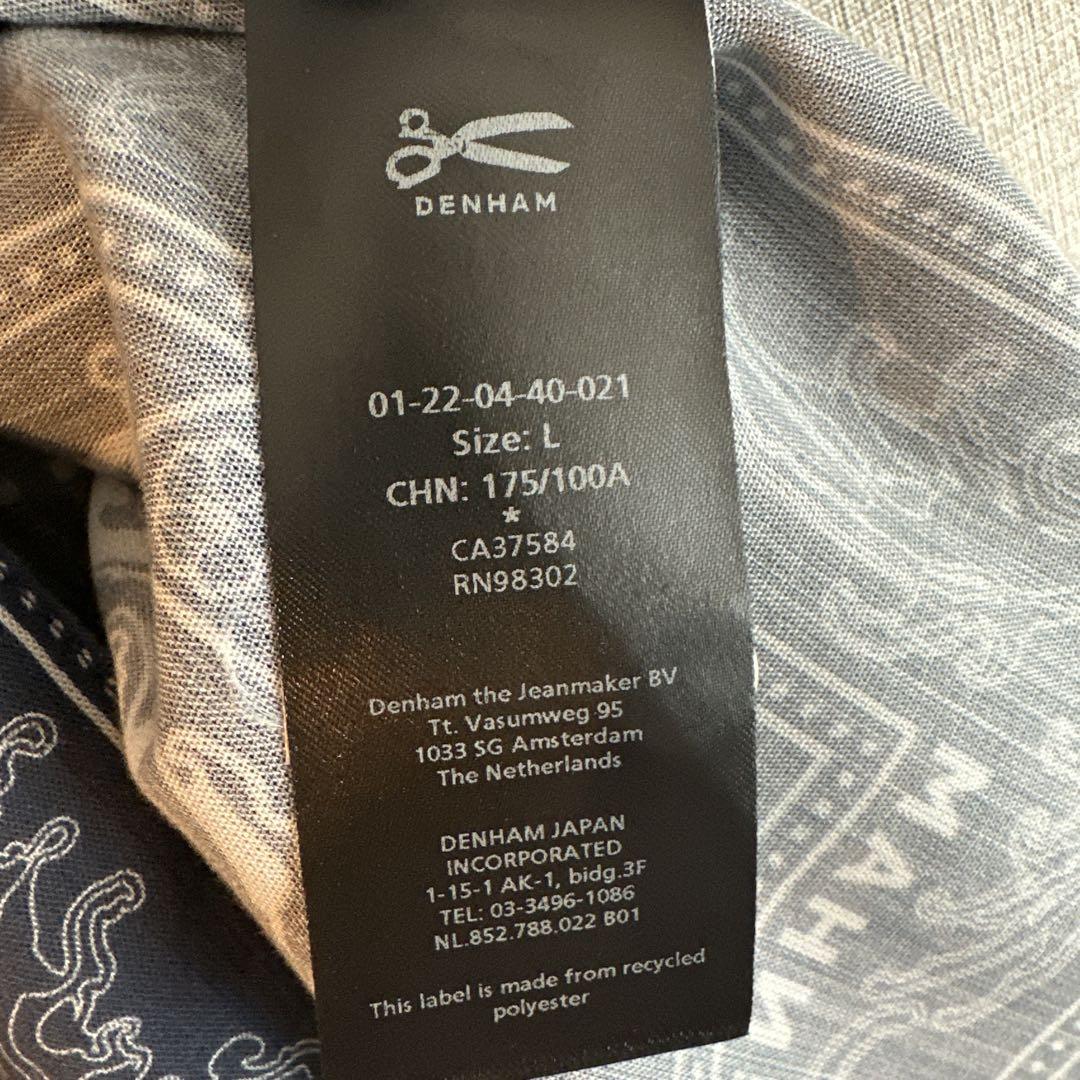 DENHAM
01-22-04-40-021
Size: L
CHN: 175/100A
*
CA37584
RN98302
Denham the Jeanmaker BV
Tt. Vasumweg 95
1033 SG Amsterdam
The Netherlands
DENHAM JAPAN
INCORPORATED
1-15-1 AK-1, bidg.3F
TEL: 03-3496-1086
NL.852.788.022 B01
This label is made from recycled
polyester